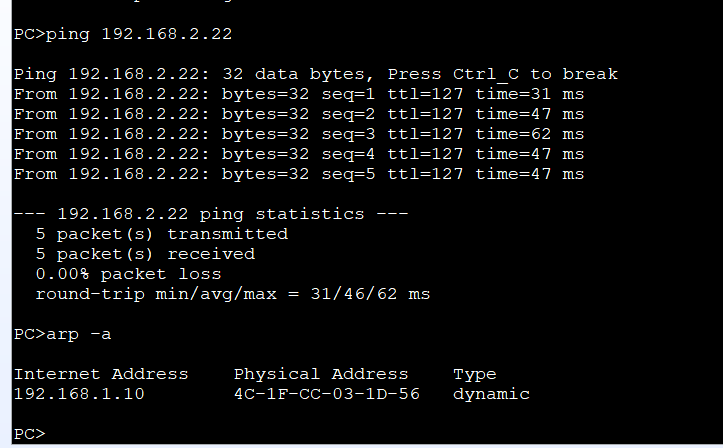 PC>ping 192.168.2.22
Ping 192.168.2.22: 32 data bytes, Press Ctrl_C to break
From 192.168.2.22: bytes=32 seq=1 ttl=127 time=31 ms
From 192.168.2.22: bytes=32 seq=2 ttl=127 time=47 ms
From 192.168.2.22: bytes=32 seq=3 ttl=127 time=62 ms
From 192.168.2.22: bytes=32 seq=4 ttl=127 time=47 ms
From 192.168.2.22: bytes=32 seq=5 ttl=127 time=47 ms
--- 192.168.2.22 ping statistics ---
5 packet(s) transmitted
5 packet(s) received
0.00% packet loss
round-trip min/avg/max = 31/46/62 ms
PC>arp -a
Internet Address    Physical Address    Type
192.168.1.10        4C-1F-CC-03-1D-56   dynamic
PC>